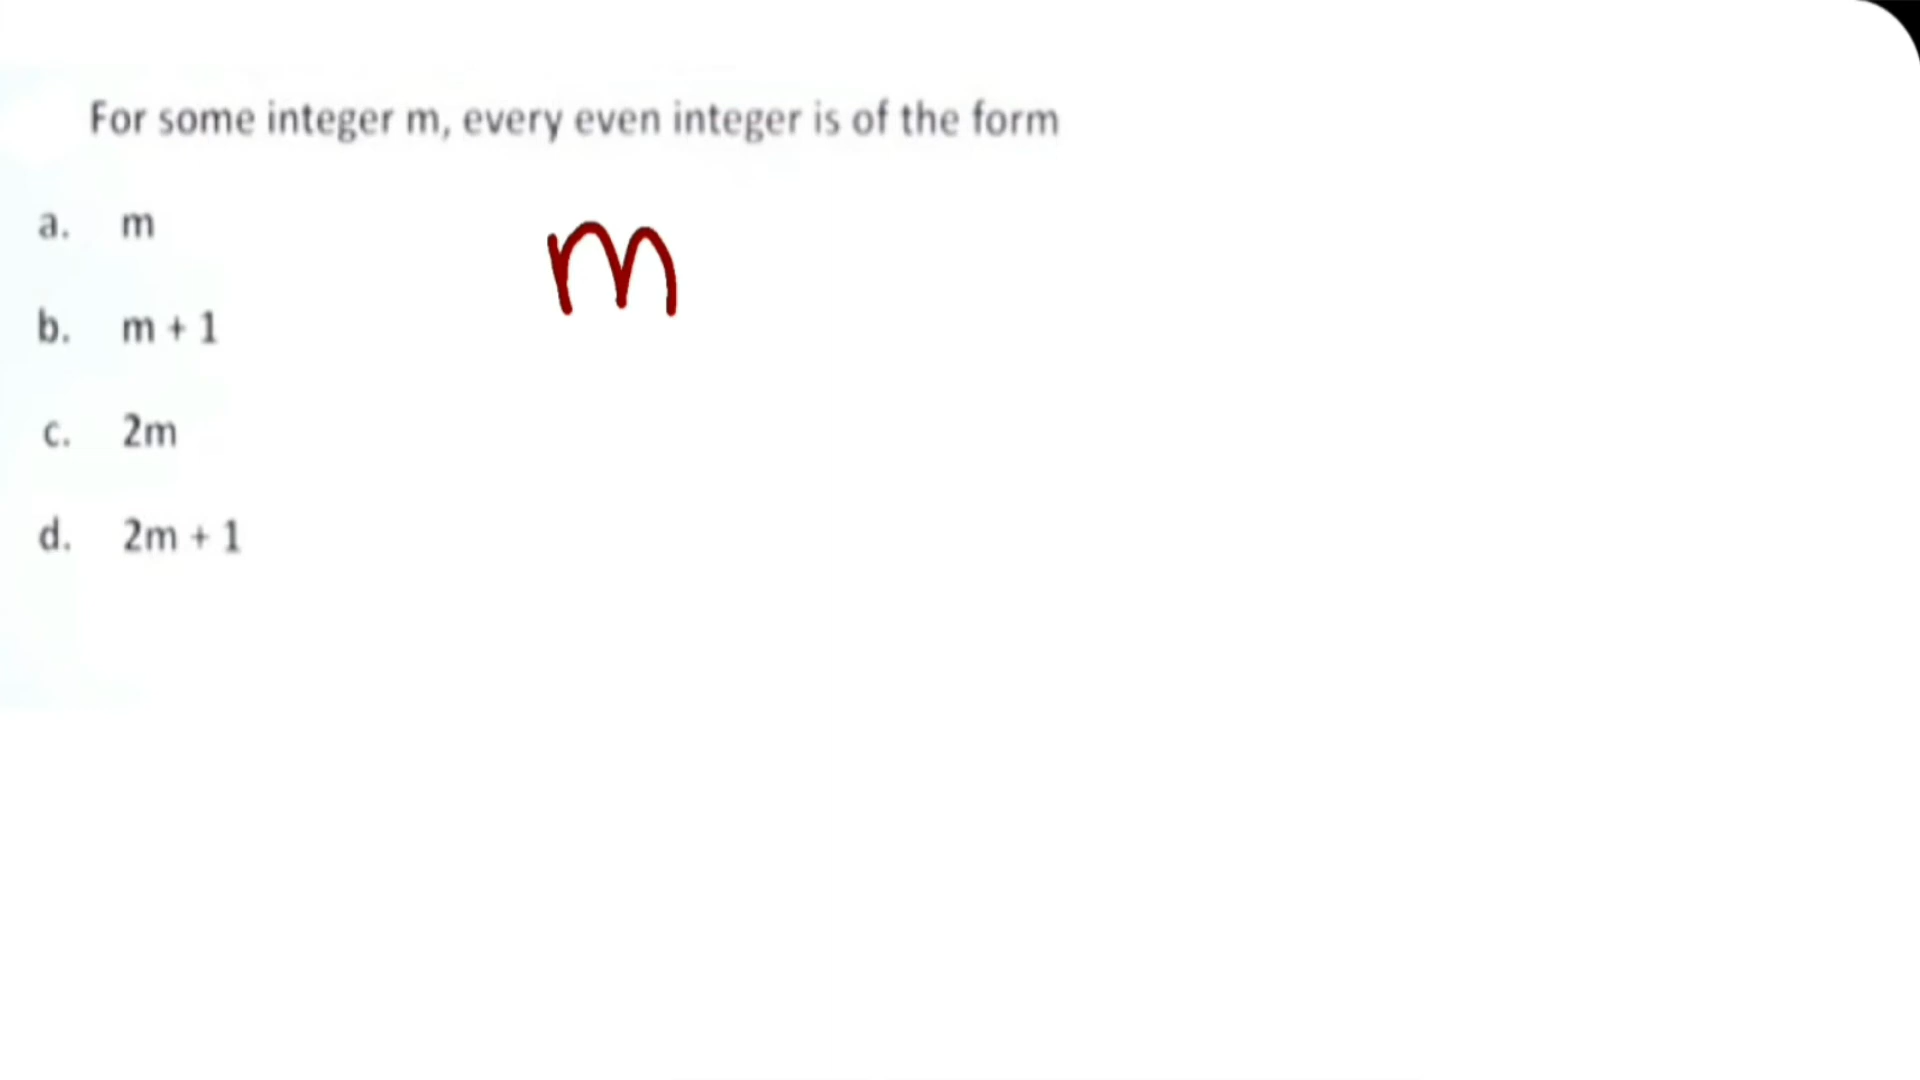 For some integer m, every even integer is of the form
a. m
m
b. m + 1
c. 2m
d. 2m + 1